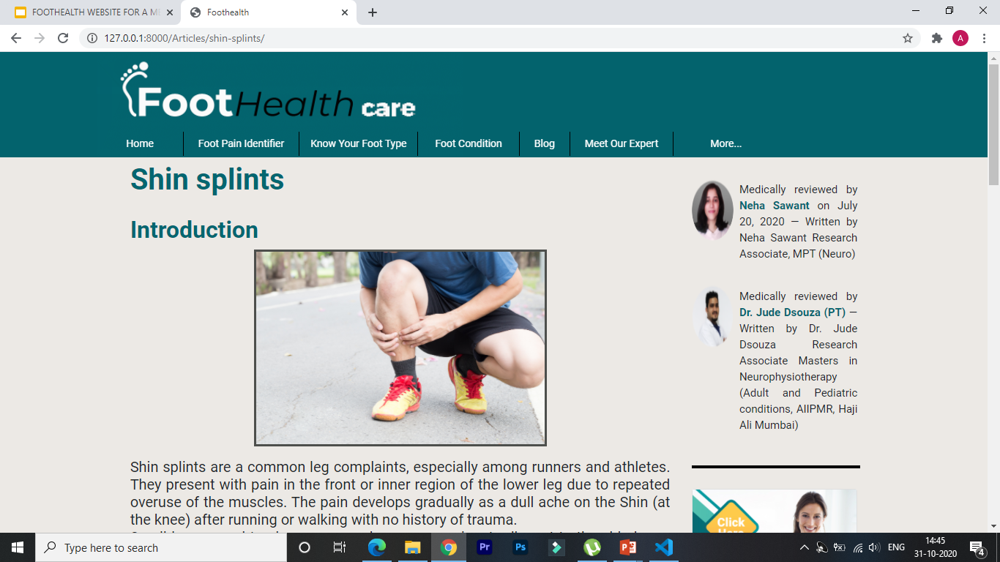 FOOTHEALTH WEBSITE FOR A ME
Foothealth
127.0.0.1:8000/Articles/shin-splints/
A
FootHealth care
Home
Foot Pain Identifier
Know Your Foot Type
Foot Condition
Blog
Meet Our Expert
More...
Shin splints
Introduction
Shin splints are a common leg complaints, especially among runners and athletes.
They present with pain in the front or inner region of the lower leg due to repeated
overuse of the muscles. The pain develops gradually as a dull ache on the Shin (at
the knee) after running or walking with no history of trauma.
Medically reviewed by
Neha Sawant on July
20, 2020 — Written by
Neha Sawant Research
Associate, MPT (Neuro)
Medically reviewed by
Dr. Jude Dsouza (PT) —
Written by Dr. Jude
Dsouza Research
Associate Masters in
Neurophysiotherapy
(Adult and Pediatric
conditions, AIIPMR, Haji
Ali Mumbai)
Click
Here
Type here to search
Pr
Ps
ENG
14:45
31-10-2020
4